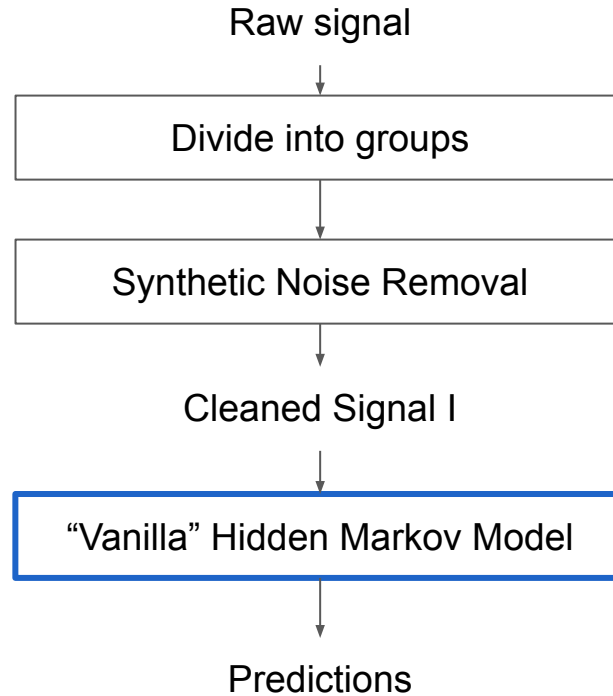 Raw signal
Divide into groups
Synthetic Noise Removal
Cleaned Signal I
“Vanilla” Hidden Markov Model
Predictions